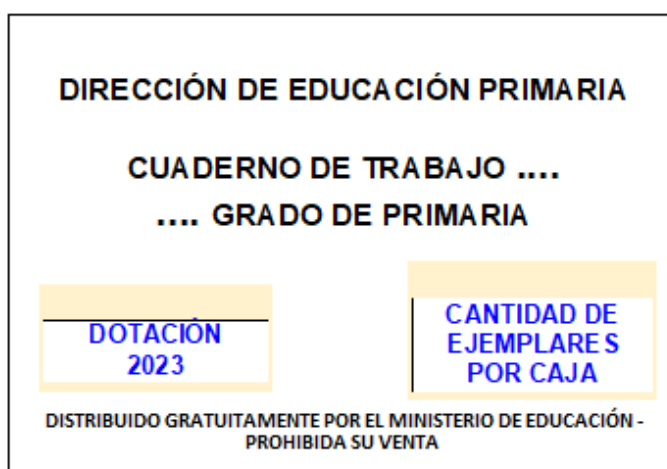 DIRECCIÓN DE EDUCACIÓN PRIMARIA
CUADERNO DE TRABAJO ....
.... GRADO DE PRIMARIA
DOTACIÓN
2023
CANTIDAD DE
EJEMPLARES
POR CAJA
DISTRIBUIDO GRATUITAMENTE POR EL MINISTERIO DE EDUCACIÓN -
PROHIBIDA SU VENTA